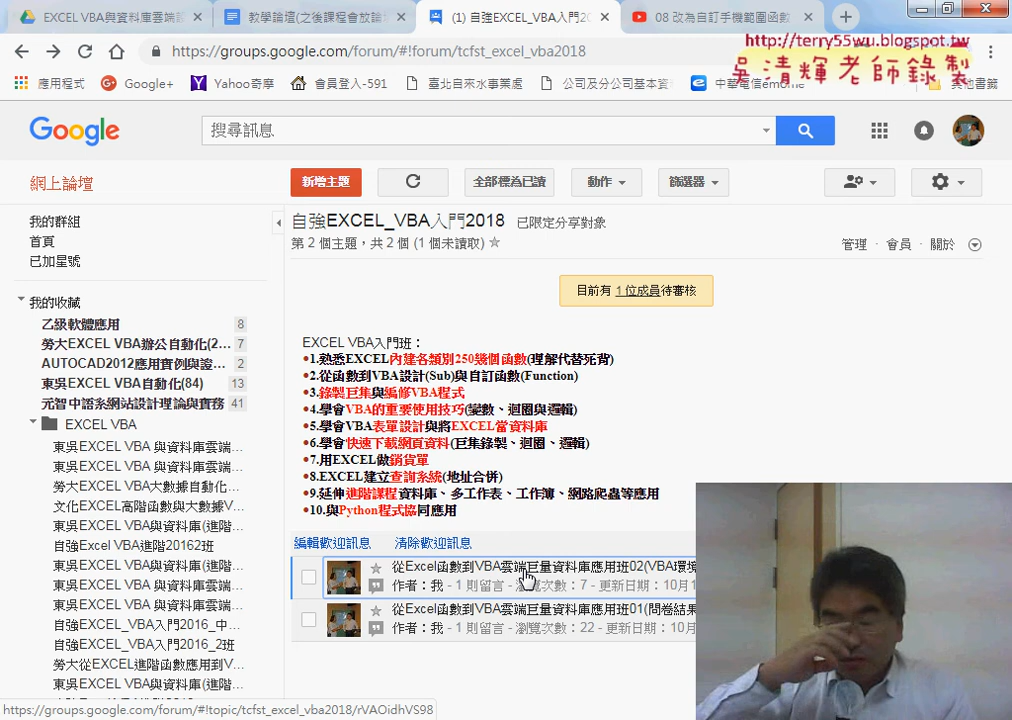 EXCEL VBA與資料庫雲端設
教學論壇(之後課程會放論壇
(1) 自強EXCEL_VBA入門20
08 改為自訂手機範圍函數
https://groups.google.com/forum/#!forum/tcfst_excel_vba2018
http://terry55wu.blogspot.tw
吳清輝老師錄製
應用程式
Google+
Yahoo奇摩
會員登入-591
臺北自來水事業處
公司及分公司基本資
中華電信emome
其他書籤
Google
搜尋訊息
網上論壇
新增主題
全部標為已讀
動作
篩選器
我的群組
首頁
已加星號
我的收藏
乙級軟體應用 8
勞大EXCEL VBA辦公自動化(2... 7
AUTOCAD2012應用實例與證... 2
東吳EXCEL VBA自動化(84) 13
元智中語系網站設計理論與實務 41
EXCEL VBA
東吳EXCEL VBA 與資料庫雲端...
東吳EXCEL VBA 與資料庫雲端...
勞大EXCEL VBA大數據自動化...
文化EXCEL高階函數與大數據V...
東吳EXCEL VBA與資料庫(進階...
自強Excel VBA進階20162班
東吳EXCEL VBA與資料庫(進階...
東吳EXCEL VBA與資料庫(進階...
東吳EXCEL VBA 與資料庫雲端...
自強EXCEL_VBA入門2016_中...
自強EXCEL_VBA入門2016_2班
勞大從EXCEL進階函數應用到V...
東吳EXCEL VBA與資料庫(進階...
自強EXCEL_VBA入門2018 已限定分享對象
第 2 個主題，共 2 個 (1 個未讀取)
管理 · 會員 · 關於
目前有 1 位成員待審核
EXCEL VBA入門班：
●1.熟悉EXCEL內建各類別250幾個函數(理解代替死背)
●2.從函數到VBA設計(Sub)與自訂函數(Function)
●3.錄製巨集與編修VBA程式
●4.學會VBA的重要使用技巧(變數、迴圈與邏輯)
●5.學會VBA表單設計與將EXCEL當資料庫
●6.學會快速下載網頁資料(巨集錄製、迴圈、邏輯)
●7.用EXCEL做銷貨單
●8.EXCEL建立查詢系統(地址合併)
●9.延伸進階課程資料庫、多工作表、工作簿、網路爬蟲等應用
●10.與Python程式協同應用
編輯歡迎訊息 清除歡迎訊息
從Excel函數到VBA雲端巨量資料庫應用班02(VBA環境
作者：我 - 1 則留言 - 瀏覽次數：7 - 更新日期：10月1
從Excel函數到VBA雲端巨量資料庫應用班01(問卷結果
作者：我 - 1 則留言 - 瀏覽次數：22 - 更新日期：10月
https://groups.google.com/forum/#!topic/tcfst_excel_vba2018/rVAOidhVS98